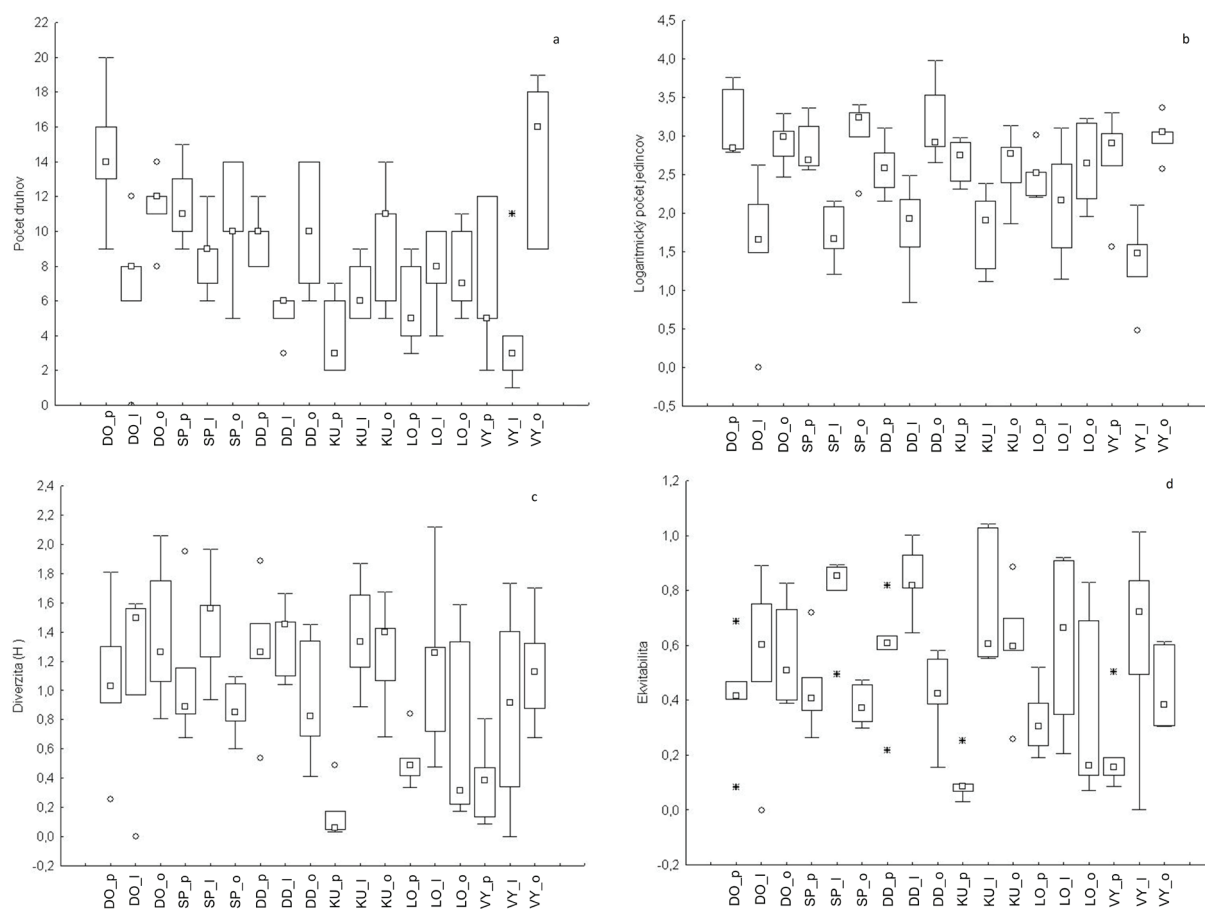 a
Počet druhov
22
20
18
16
14
12
10
8
6
4
2
0
DO_p
DO_l
DO_o
SP_p
SP_l
SP_o
DD_p
DD_l
DD_o
KU_p
KU_l
KU_o
LO_p
LO_l
LO_o
VY_p
VY_l
VY_o
b
Logaritmický počet jedincov
4,5
4,0
3,5
3,0
2,5
2,0
1,5
1,0
0,5
0,0
-0,5
DO_p
DO_l
DO_o
SP_p
SP_l
SP_o
DD_p
DD_l
DD_o
KU_p
KU_l
KU_o
LO_p
LO_l
LO_o
VY_p
VY_l
VY_o
c
Diverzita (H )
2,4
2,2
2,0
1,8
1,6
1,4
1,2
1,0
0,8
0,6
0,4
0,2
0,0
-0,2
DO_p
DO_l
DO_o
SP_p
SP_l
SP_o
DD_p
DD_l
DD_o
KU_p
KU_l
KU_o
LO_p
LO_l
LO_o
VY_p
VY_l
VY_o
d
Ekvitabilita
1,2
1,0
0,8
0,6
0,4
0,2
0,0
-0,2
DO_p
DO_l
DO_o
SP_p
SP_l
SP_o
DD_p
DD_l
DD_o
KU_p
KU_l
KU_o
LO_p
LO_l
LO_o
VY_p
VY_l
VY_o